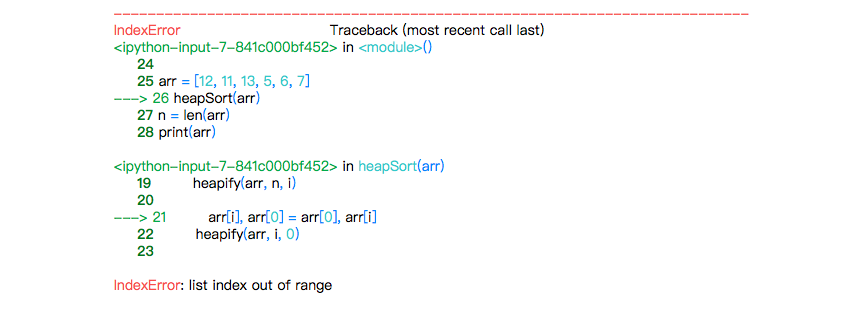 IndexError Traceback (most recent call last)
<ipython-input-7-841c000bf452> in <module>()
24
25 arr = [12, 11, 13, 5, 6, 7]
---> 26 heapSort(arr)
27 n = len(arr)
28 print(arr)
<ipython-input-7-841c000bf452> in heapSort(arr)
19 heapify(arr, n, i)
20
---> 21 arr[i], arr[0] = arr[0], arr[i]
22 heapify(arr, i, 0)
23
IndexError: list index out of range